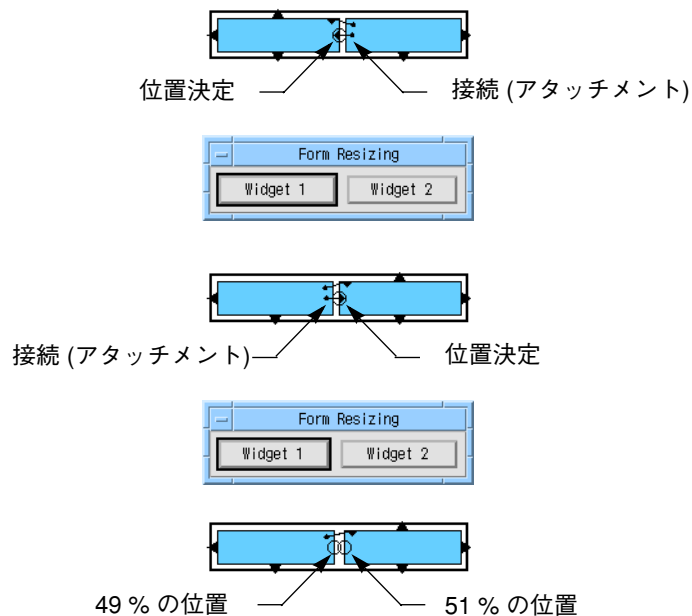 位置決定 接続 (アタッチメント)
Form Resizing
Widget 1 Widget 2
接続 (アタッチメント) 位置決定
Form Resizing
Widget 1 Widget 2
49 % の位置 51 % の位置